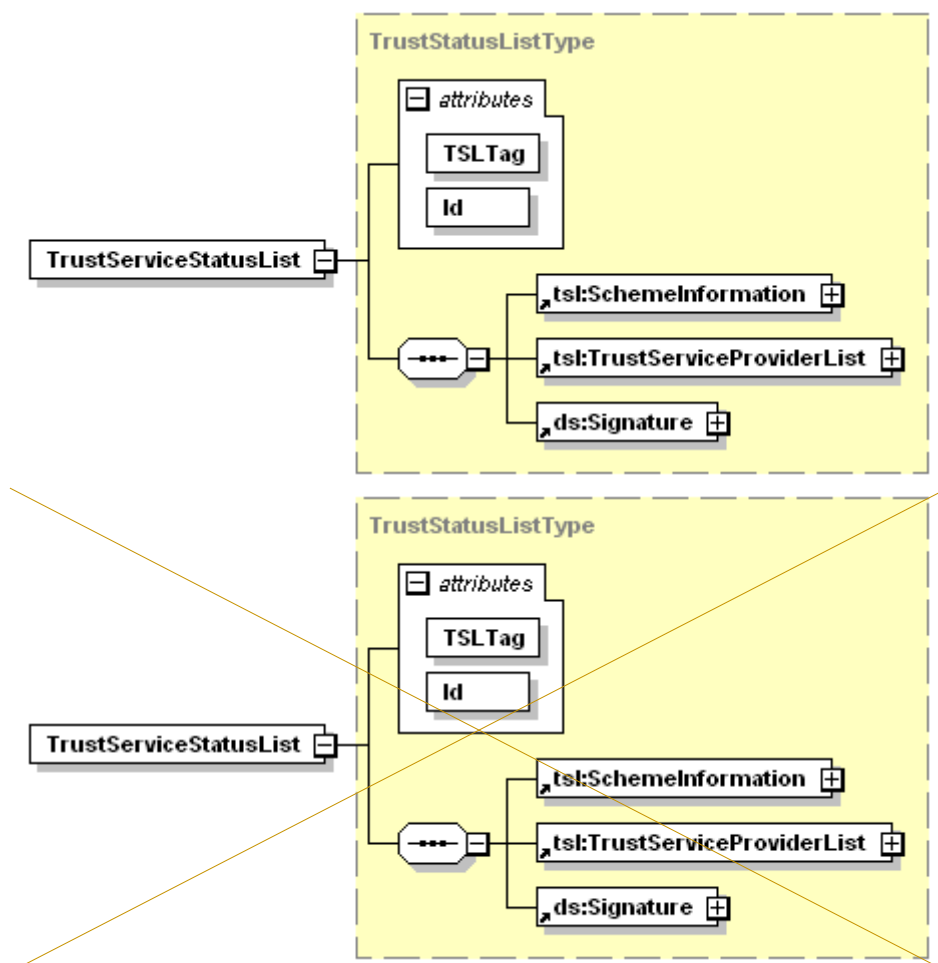 TrustStatusListType
attributes
TSLTag
Id
TrustServiceStatusList
tsl:SchemeInformation
tsl:TrustServiceProviderList
ds:Signature
TrustStatusListType
attributes
TSLTag
Id
TrustServiceStatusList
tsl:SchemeInformation
tsl:TrustServiceProviderList
ds:Signature